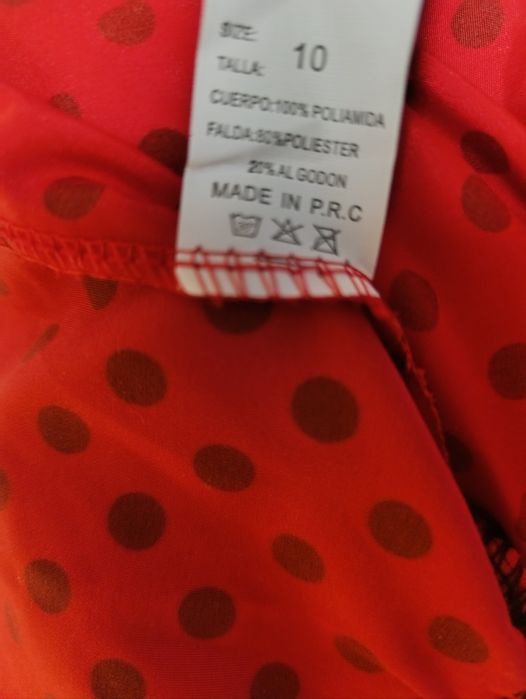 SIZE:
TALLA: 10
CUERPO:100% POLIAMIDA
FALDA:80%POLIESTER
20%ALGODON
MADE IN P.R.C